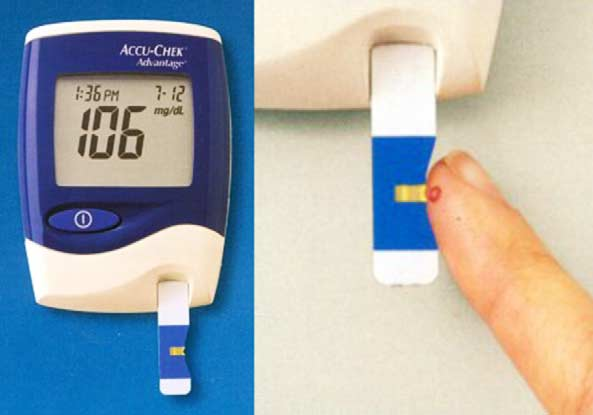 ACCU-CHEK®
Advantage®
1:36 PM 7-12
mg/dL
106